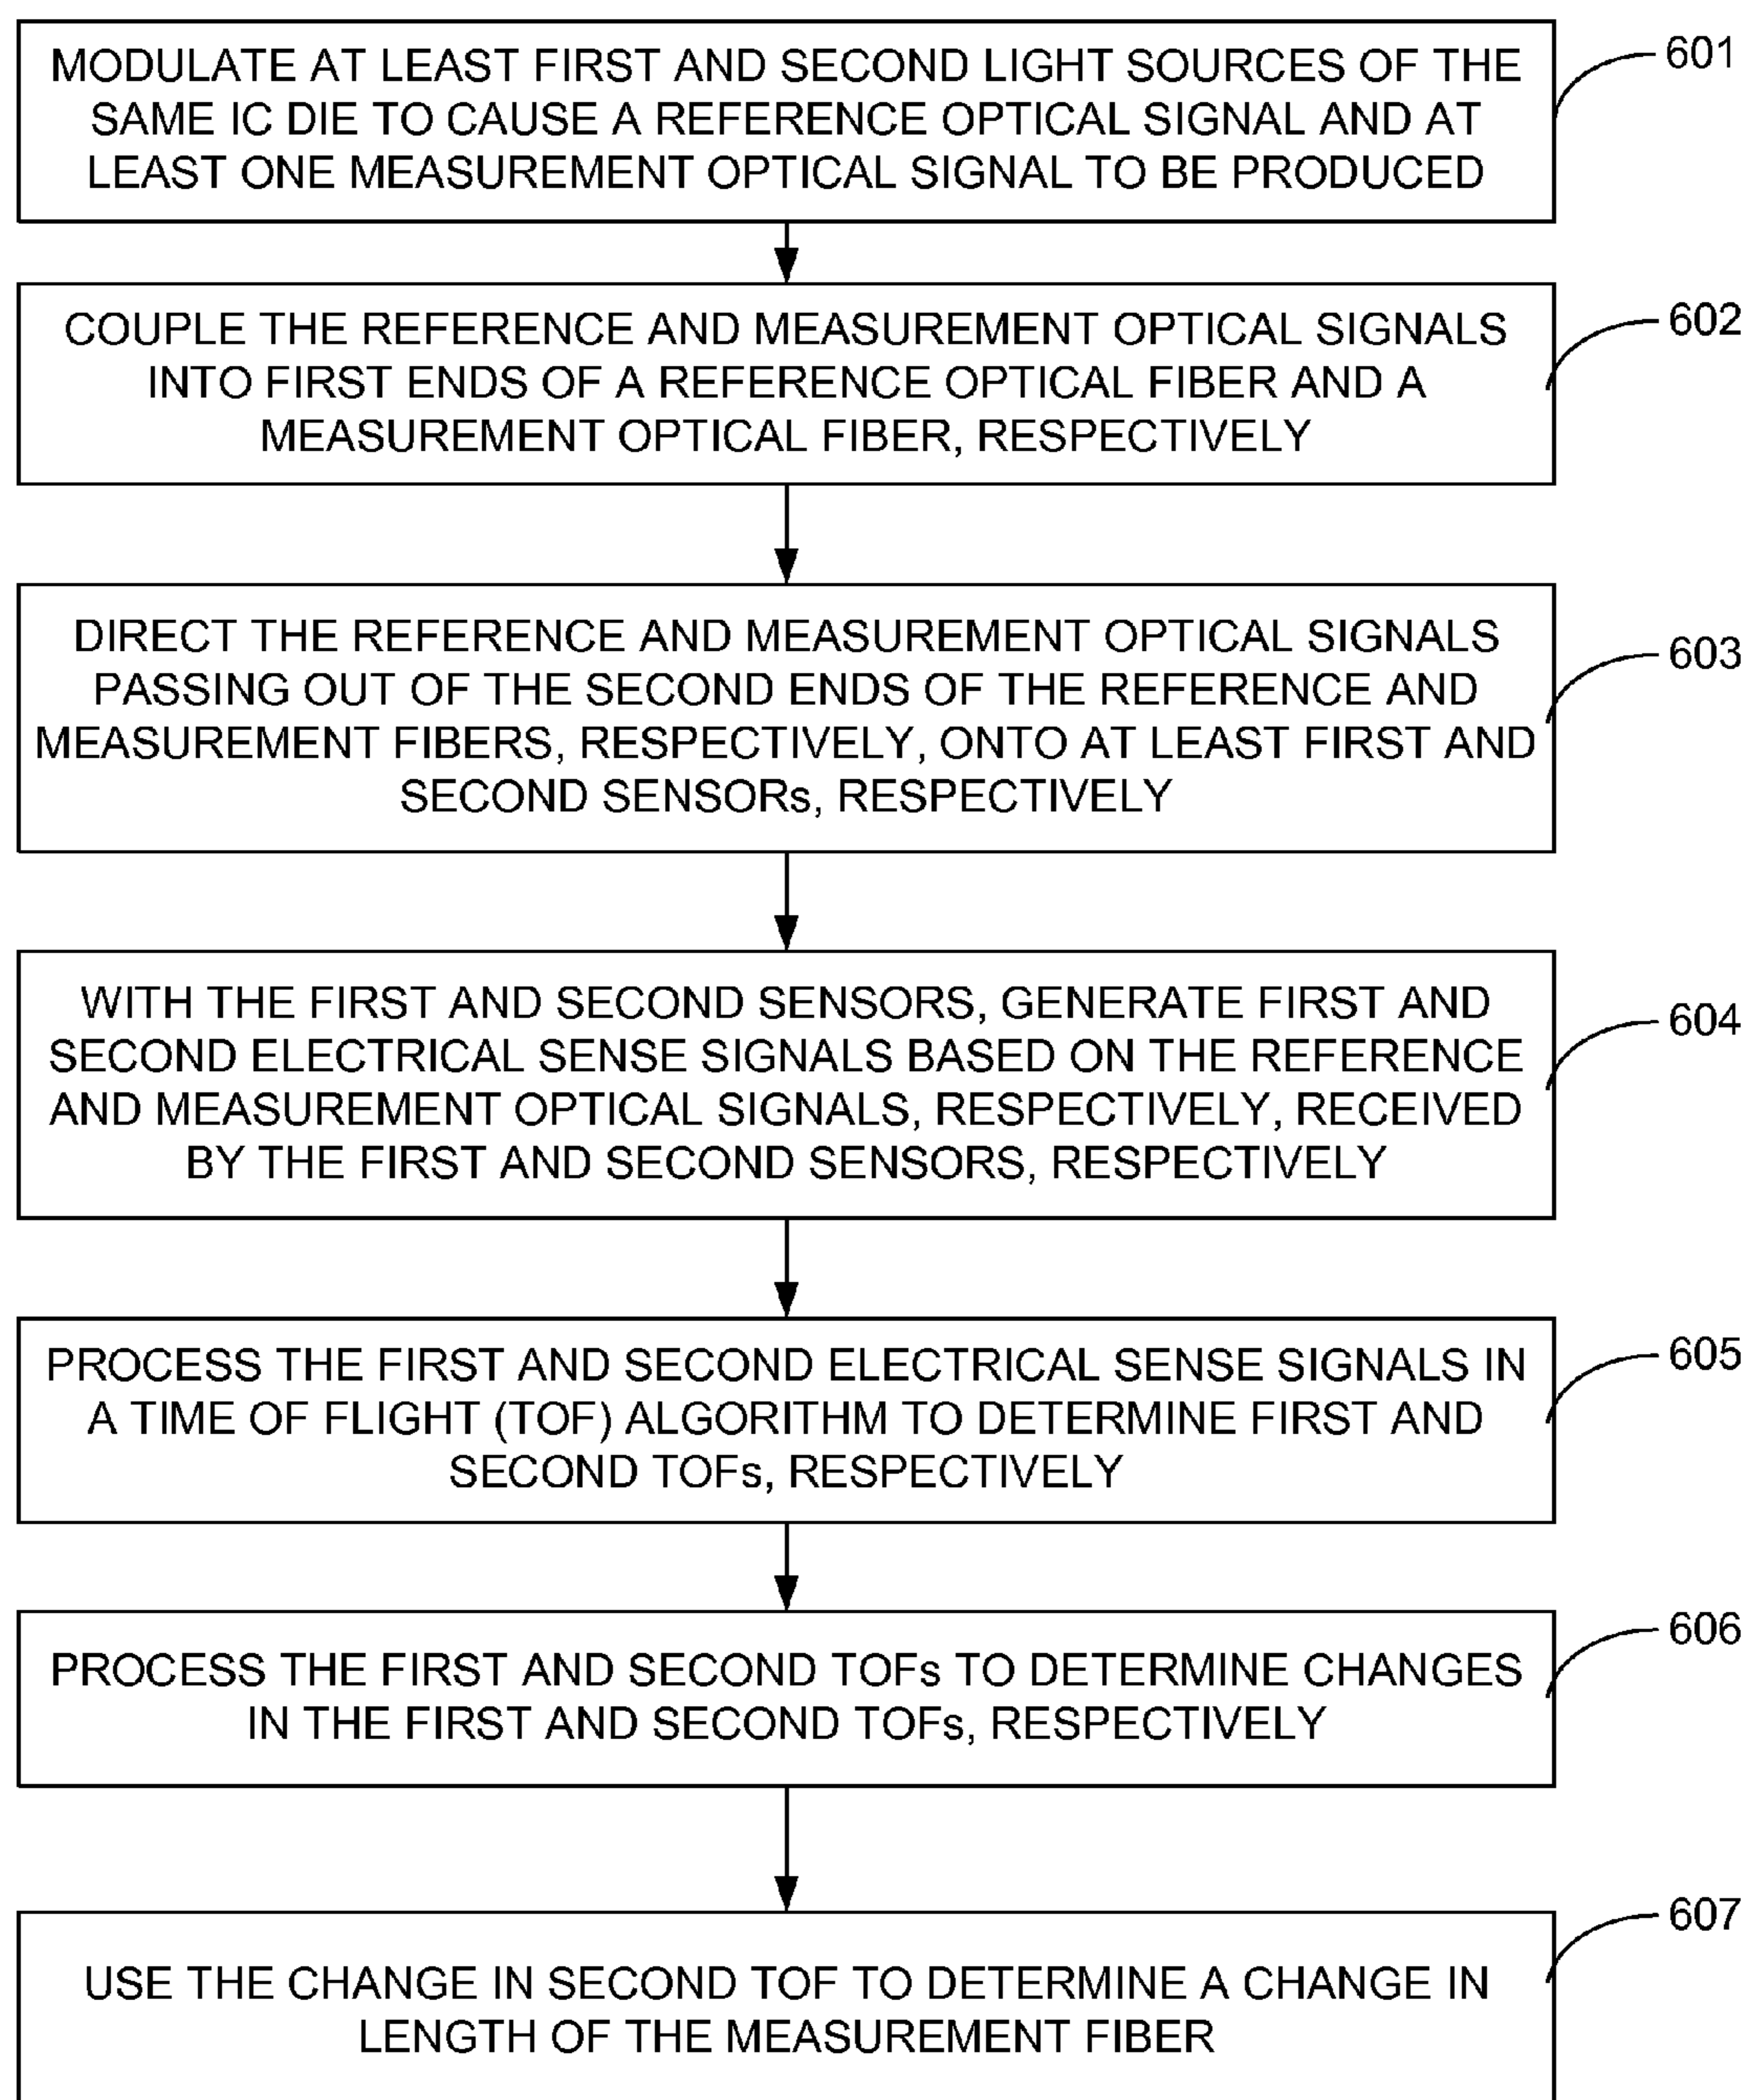 MODULATE AT LEAST FIRST AND SECOND LIGHT SOURCES OF THE
SAME IC DIE TO CAUSE A REFERENCE OPTICAL SIGNAL AND AT
LEAST ONE MEASUREMENT OPTICAL SIGNAL TO BE PRODUCED
601
COUPLE THE REFERENCE AND MEASUREMENT OPTICAL SIGNALS
INTO FIRST ENDS OF A REFERENCE OPTICAL FIBER AND A
MEASUREMENT OPTICAL FIBER, RESPECTIVELY
602
DIRECT THE REFERENCE AND MEASUREMENT OPTICAL SIGNALS
PASSING OUT OF THE SECOND ENDS OF THE REFERENCE AND
MEASUREMENT FIBERS, RESPECTIVELY, ONTO AT LEAST FIRST AND
SECOND SENSORs, RESPECTIVELY
603
WITH THE FIRST AND SECOND SENSORS, GENERATE FIRST AND
SECOND ELECTRICAL SENSE SIGNALS BASED ON THE REFERENCE
AND MEASUREMENT OPTICAL SIGNALS, RESPECTIVELY, RECEIVED
BY THE FIRST AND SECOND SENSORS, RESPECTIVELY
604
PROCESS THE FIRST AND SECOND ELECTRICAL SENSE SIGNALS IN
A TIME OF FLIGHT (TOF) ALGORITHM TO DETERMINE FIRST AND
SECOND TOFs, RESPECTIVELY
605
PROCESS THE FIRST AND SECOND TOFs TO DETERMINE CHANGES
IN THE FIRST AND SECOND TOFs, RESPECTIVELY
606
USE THE CHANGE IN SECOND TOF TO DETERMINE A CHANGE IN
LENGTH OF THE MEASUREMENT FIBER
607